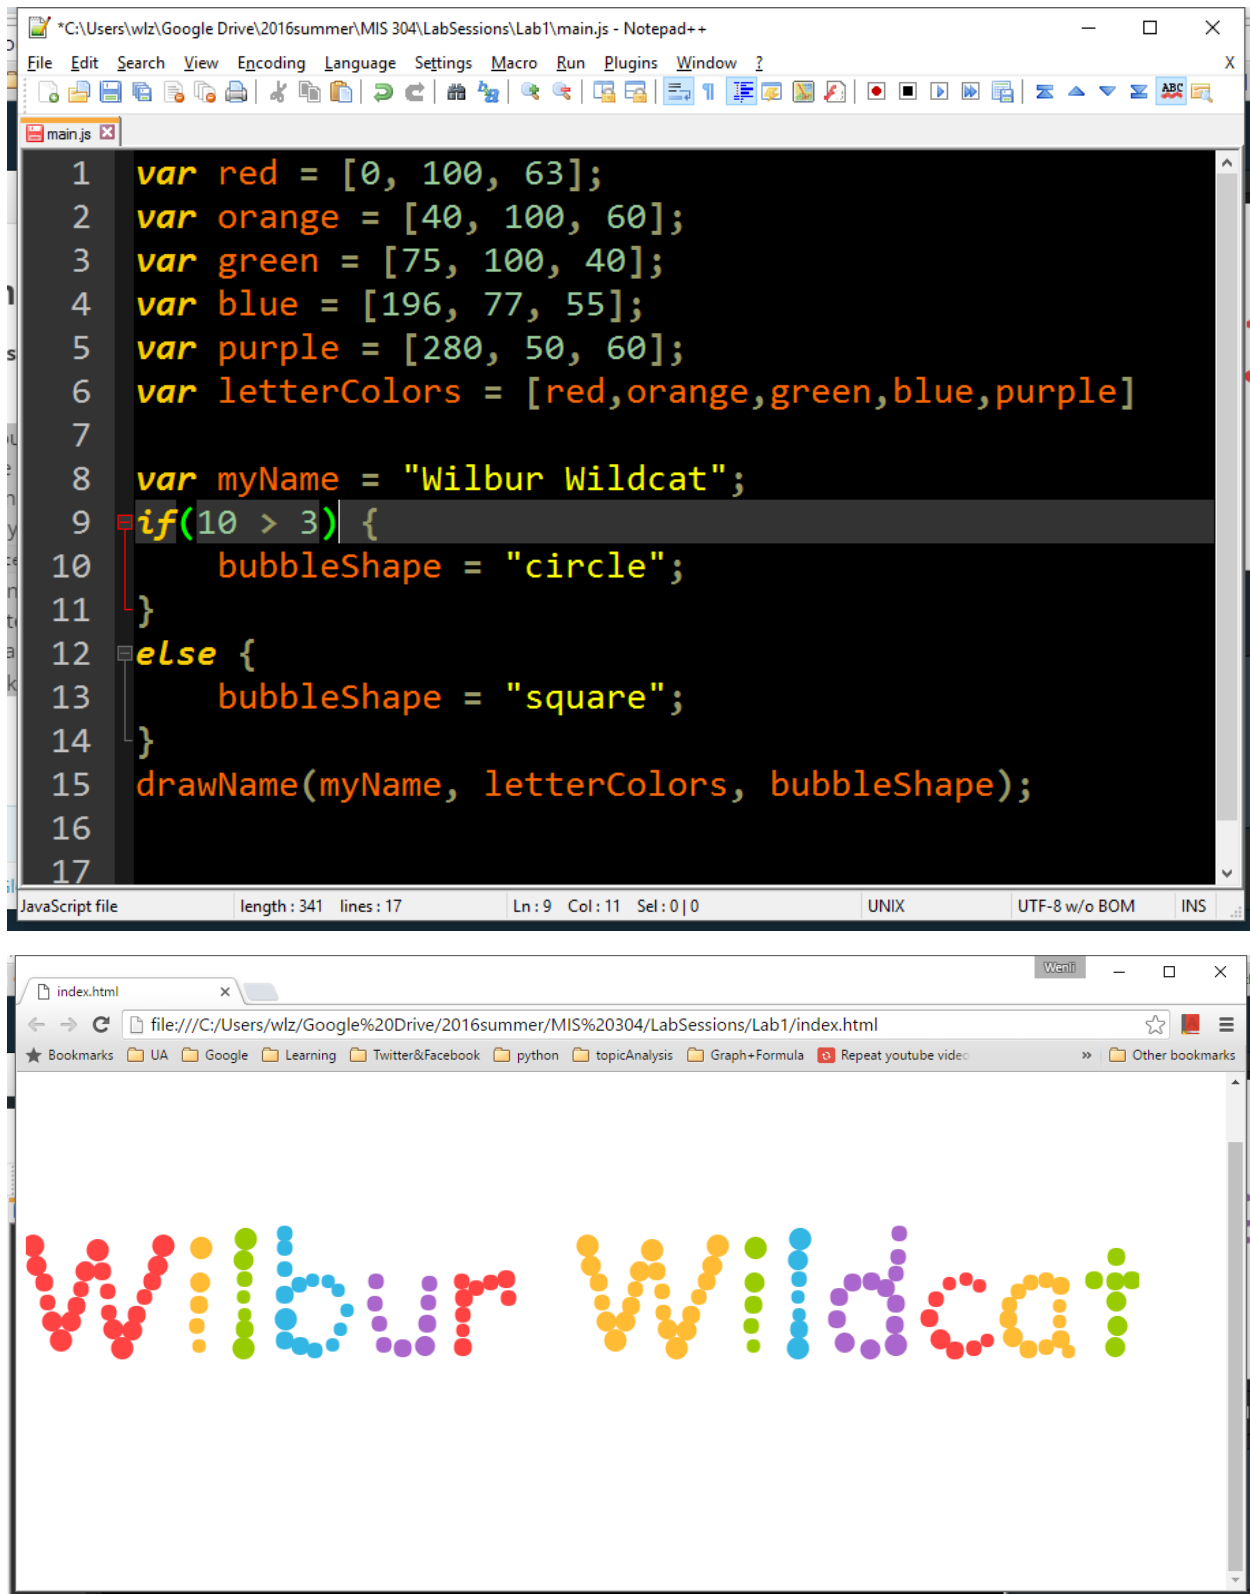 *C:\Users\wlz\Google Drive\2016summer\MIS 304\LabSessions\Lab1\main.js - Notepad++
File Edit Search View Encoding Language Settings Macro Run Plugins Window ? X
ABC
main.js
1 var red = [0, 100, 63];
2 var orange = [40, 100, 60];
3 var green = [75, 100, 40];
4 var blue = [196, 77, 55];
5 var purple = [280, 50, 60];
6 var letterColors = [red,orange,green,blue,purple]
7
8 var myName = "Wilbur Wildcat";
9 if(10 > 3) {
10 bubbleShape = "circle";
11 }
12 else {
13 bubbleShape = "square";
14 }
15 drawName(myName, letterColors, bubbleShape);
16
17
JavaScript file length : 341 lines : 17 Ln : 9 Col : 11 Sel : 0 | 0 UNIX UTF-8 w/o BOM INS
Wenli
index.html
file:///C:/Users/wlz/Google%20Drive/2016summer/MIS%20304/LabSessions/Lab1/index.html
Bookmarks UA Google Learning Twitter&Facebook python topicAnalysis Graph+Formula Repeat youtube video » Other bookmarks
Wilbur Wildcat